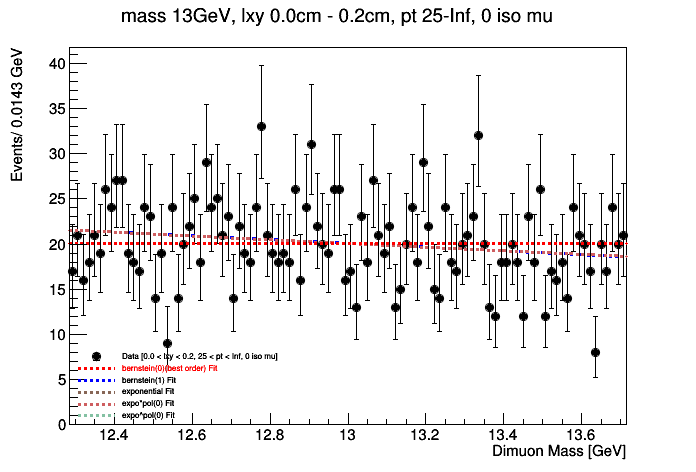 mass 13GeV, lxy 0.0cm - 0.2cm, pt 25-Inf, 0 iso mu
Events/ 0.0143 GeV
40
35
30
25
20
15
10
5
0
Data [0.0 < lxy < 0.2, 25 < pt < Inf, 0 iso mu]
bernstein(0)(best order) Fit
bernstein(1) Fit
exponential Fit
expo*pol(0) Fit
expo^pol(0) Fit
12.4 12.6 12.8 13 13.2 13.4 13.6
Dimuon Mass [GeV]